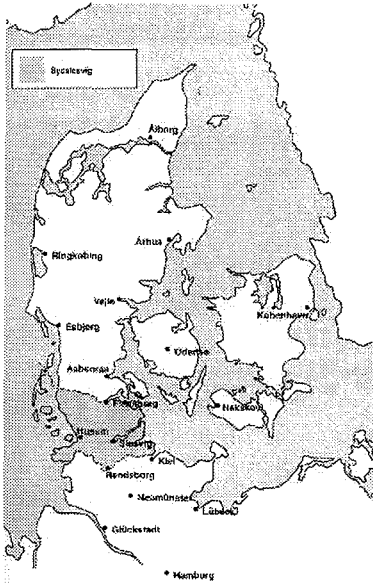 Sydslesvig
Ålborg
Århus
Ringkøbing
Vejle
København
Esbjerg
Odense
Aabenraa
Flensborg
Nakskov
Husum
Slesvig
Kiel
Rendsborg
Neumünster
Lübeck
Glückstadt
Hamburg